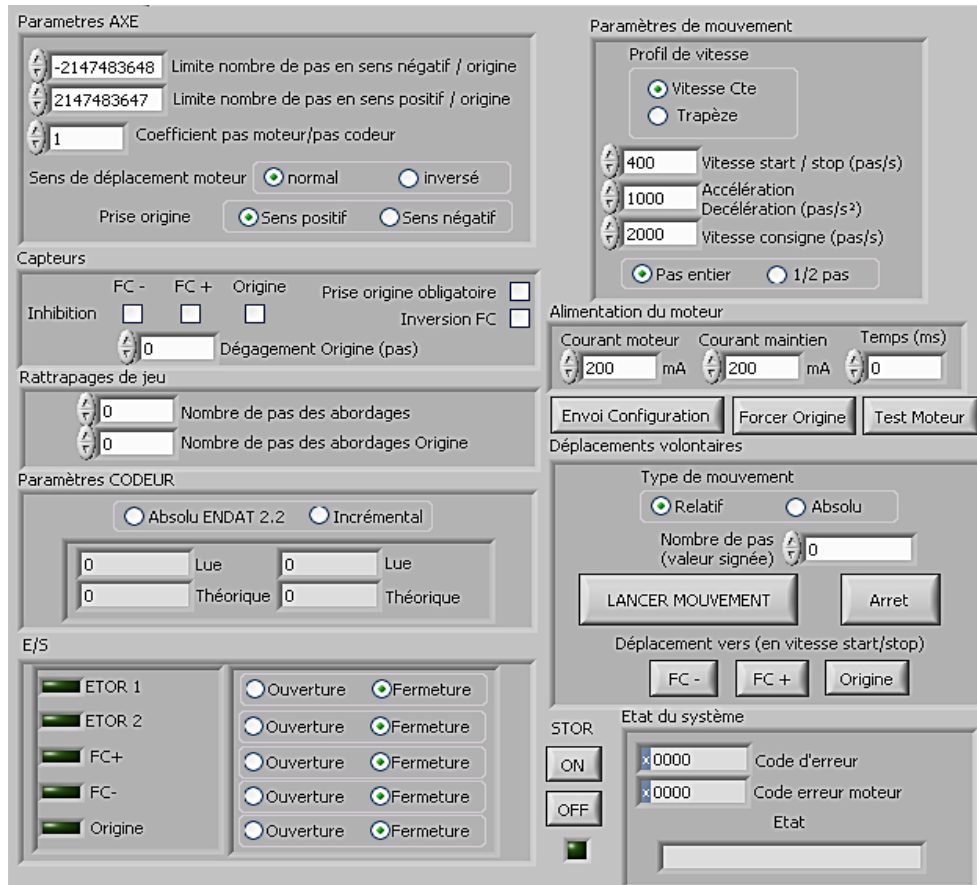 Parametres AXE
-2147483648 Limite nombre de pas en sens négatif / origine
2147483647 Limite nombre de pas en sens positif / origine
1 Coefficient pas moteur/pas codeur
Sens de déplacement moteur normal inversé
Prise origine Sens positif Sens négatif
Capteurs
FC - FC + Origine
Prise origine obligatoire
Inhibition
Inversion FC
0 Dégagement Origine (pas)
Rattrapages de jeu
0 Nombre de pas des abordages
0 Nombre de pas des abordages Origine
Paramètres CODEUR
Absolu ENDAT 2.2 Incrémental
0 Lue 0 Lue
0 Théorique 0 Théorique
E/S
ETOR 1 Ouverture Fermeture
ETOR 2 Ouverture Fermeture
FC+ Ouverture Fermeture
FC- Ouverture Fermeture
Origine Ouverture Fermeture
Paramètres de mouvement
Profil de vitesse
Vitesse Cte
Trapèze
400 Vitesse start / stop (pas/s)
1000 Accélération
Decélération (pas/s²)
2000 Vitesse consigne (pas/s)
Pas entier 1/2 pas
Alimentation du moteur
Courant moteur Courant maintien Temps (ms)
200 mA 200 mA 0
Envoi Configuration Forcer Origine Test Moteur
Déplacements volontaires
Type de mouvement
Relatif Absolu
Nombre de pas
(valeur signée) 0
LANCER MOUVEMENT Arret
Déplacement vers (en vitesse start/stop)
FC - FC + Origine
STOR
ON
OFF
Etat du système
x0000 Code d'erreur
x0000 Code erreur moteur
Etat